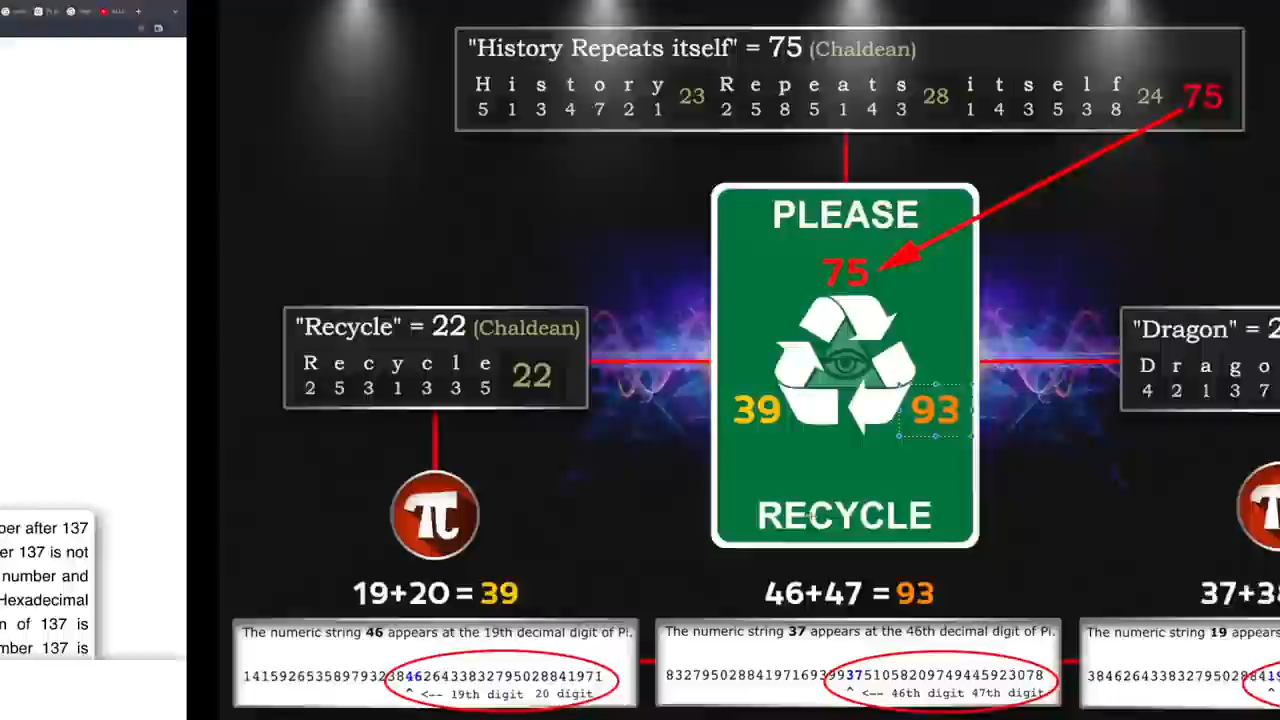 "History Repeats itself" = 75 (Chaldean)
H i s t o r y 23 R e p e a t s 28 i t s e l f 24 75
5 1 3 4 7 2 1 2 5 8 5 1 4 3 1 4 3 5 3 8
PLEASE
75
"Recycle" = 22 (Chaldean)
R e c y c l e 22
2 5 3 1 3 3 5
"Dragon" = 2
D r a g o
4 2 1 3 7
39
93
RECYCLE
π
ber after 137
er 137 is not
number and
Hexadecimal
n of 137 is
mber 137 is
19+20 = 39
46+47 = 93
37+38
The numeric string 46 appears at the 19th decimal digit of Pi.
1415926535897932384626433832795028841971
^ <-- 19th digit 20 digit
The numeric string 37 appears at the 46th decimal digit of Pi.
832795028841971693993751058209749445923078
^ <-- 46th digit 47th digit
The numeric string 19 appears
3846264338327950288419
^